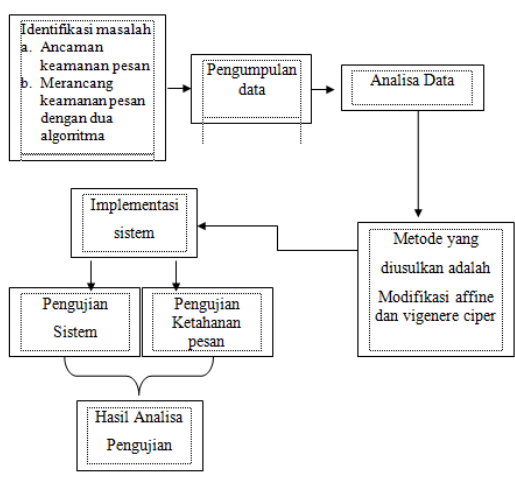 Identifikasi masalah
a. Ancaman
keamanan pesan
b. Merancang
keamanan pesan
dengan dua
algoritma
Pengumpulan
data
Analisa Data
Metode yang
diusulkan adalah
Modifikasi affine
dan vigenere ciper
Implementasi
sistem
Pengujian
Sistem
Pengujian
Ketahanan
pesan
Hasil Analisa
Pengujian